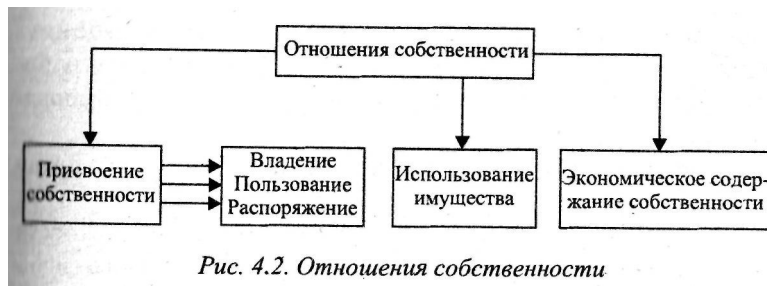 Отношения собственности
Присвоение
собственности
Владение
Пользование
Распоряжение
Использование
имущества
Экономическое содер-
жание собственности
Рис. 4.2. Отношения собственности